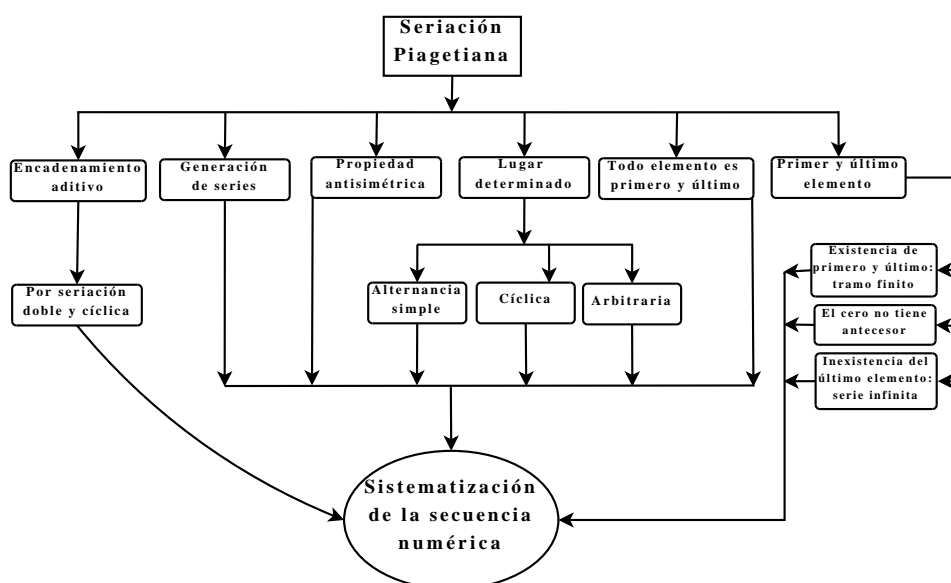 Seriación
Piagetiana
Encadenamiento
aditivo
Generación
de series
Propiedad
antisimétrica
Lugar
determinado
Todo elemento es
primero y último
Primer y último
elemento
Por seriación
doble y cíclica
Alternancia
simple
Cíclica
Arbitraria
Existencia de
primero y último:
tramo finito
El cero no tiene
antecesor
Inexistencia del
último elemento:
serie infinita
Sistematización
de la secuencia
numérica